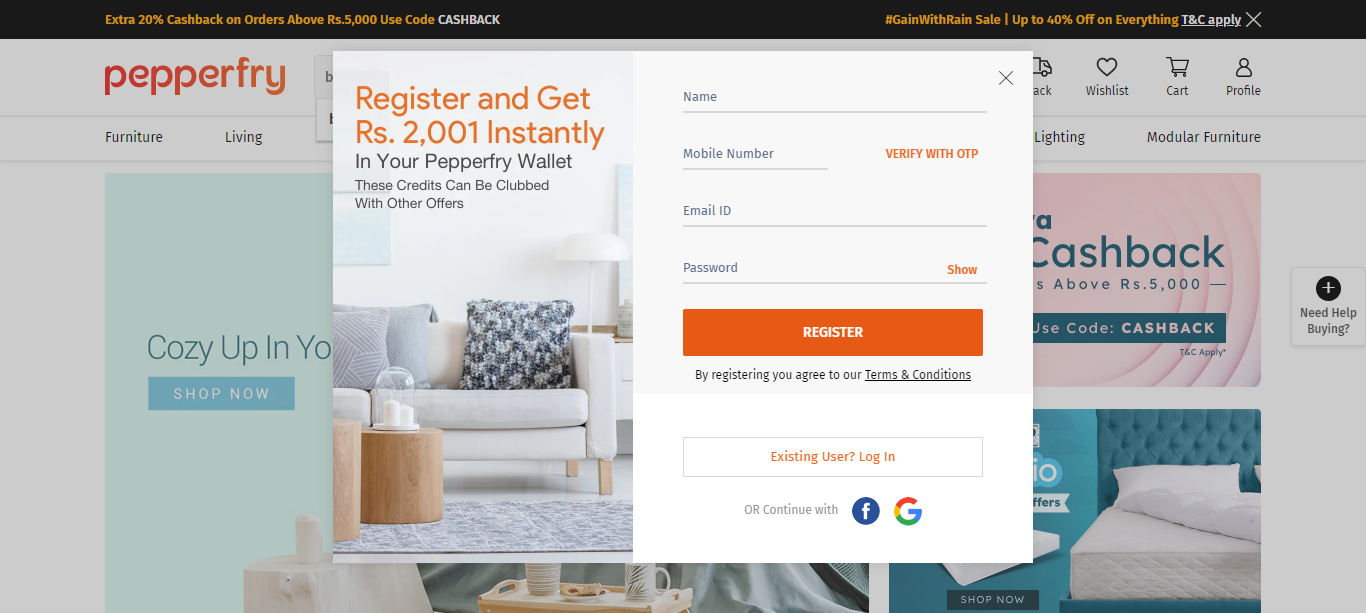 Extra 20% Cashback on Orders Above Rs.5,000 Use Code CASHBACK
#GainWithRain Sale | Up to 40% Off on Everything T&C apply
pepperfry
Wishlist
Cart
Profile
Furniture
Living
Lighting
Modular Furniture
Register and Get
Rs. 2,001 Instantly
In Your Pepperfry Wallet
These Credits Can Be Clubbed
With Other Offers
Name
Mobile Number
VERIFY WITH OTP
Email ID
Password
Show
REGISTER
By registering you agree to our Terms & Conditions
Existing User? Log In
OR Continue with
Cozy Up In Yo
SHOP NOW
Cashback
s Above Rs.5,000
Use Code: CASHBACK
T&C Apply*
Need Help
Buying?
ffers
SHOP NOW